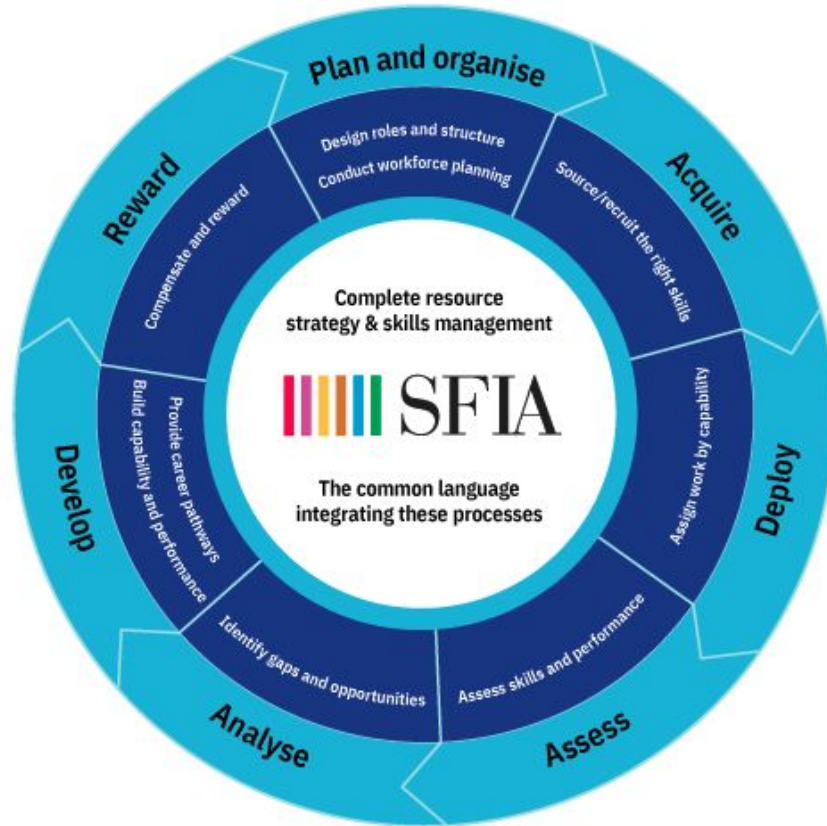 Plan and organise
Design roles and structure
Conduct workforce planning
Acquire
Source/recruit the right skills
Deploy
Assign work by capability
Assess
Assess skills and performance
Analyse
Identify gaps and opportunities
Develop
Provide career pathways
Build capability and performance
Reward
Compensate and reward
Complete resource
strategy & skills management
SFIA
The common language
integrating these processes